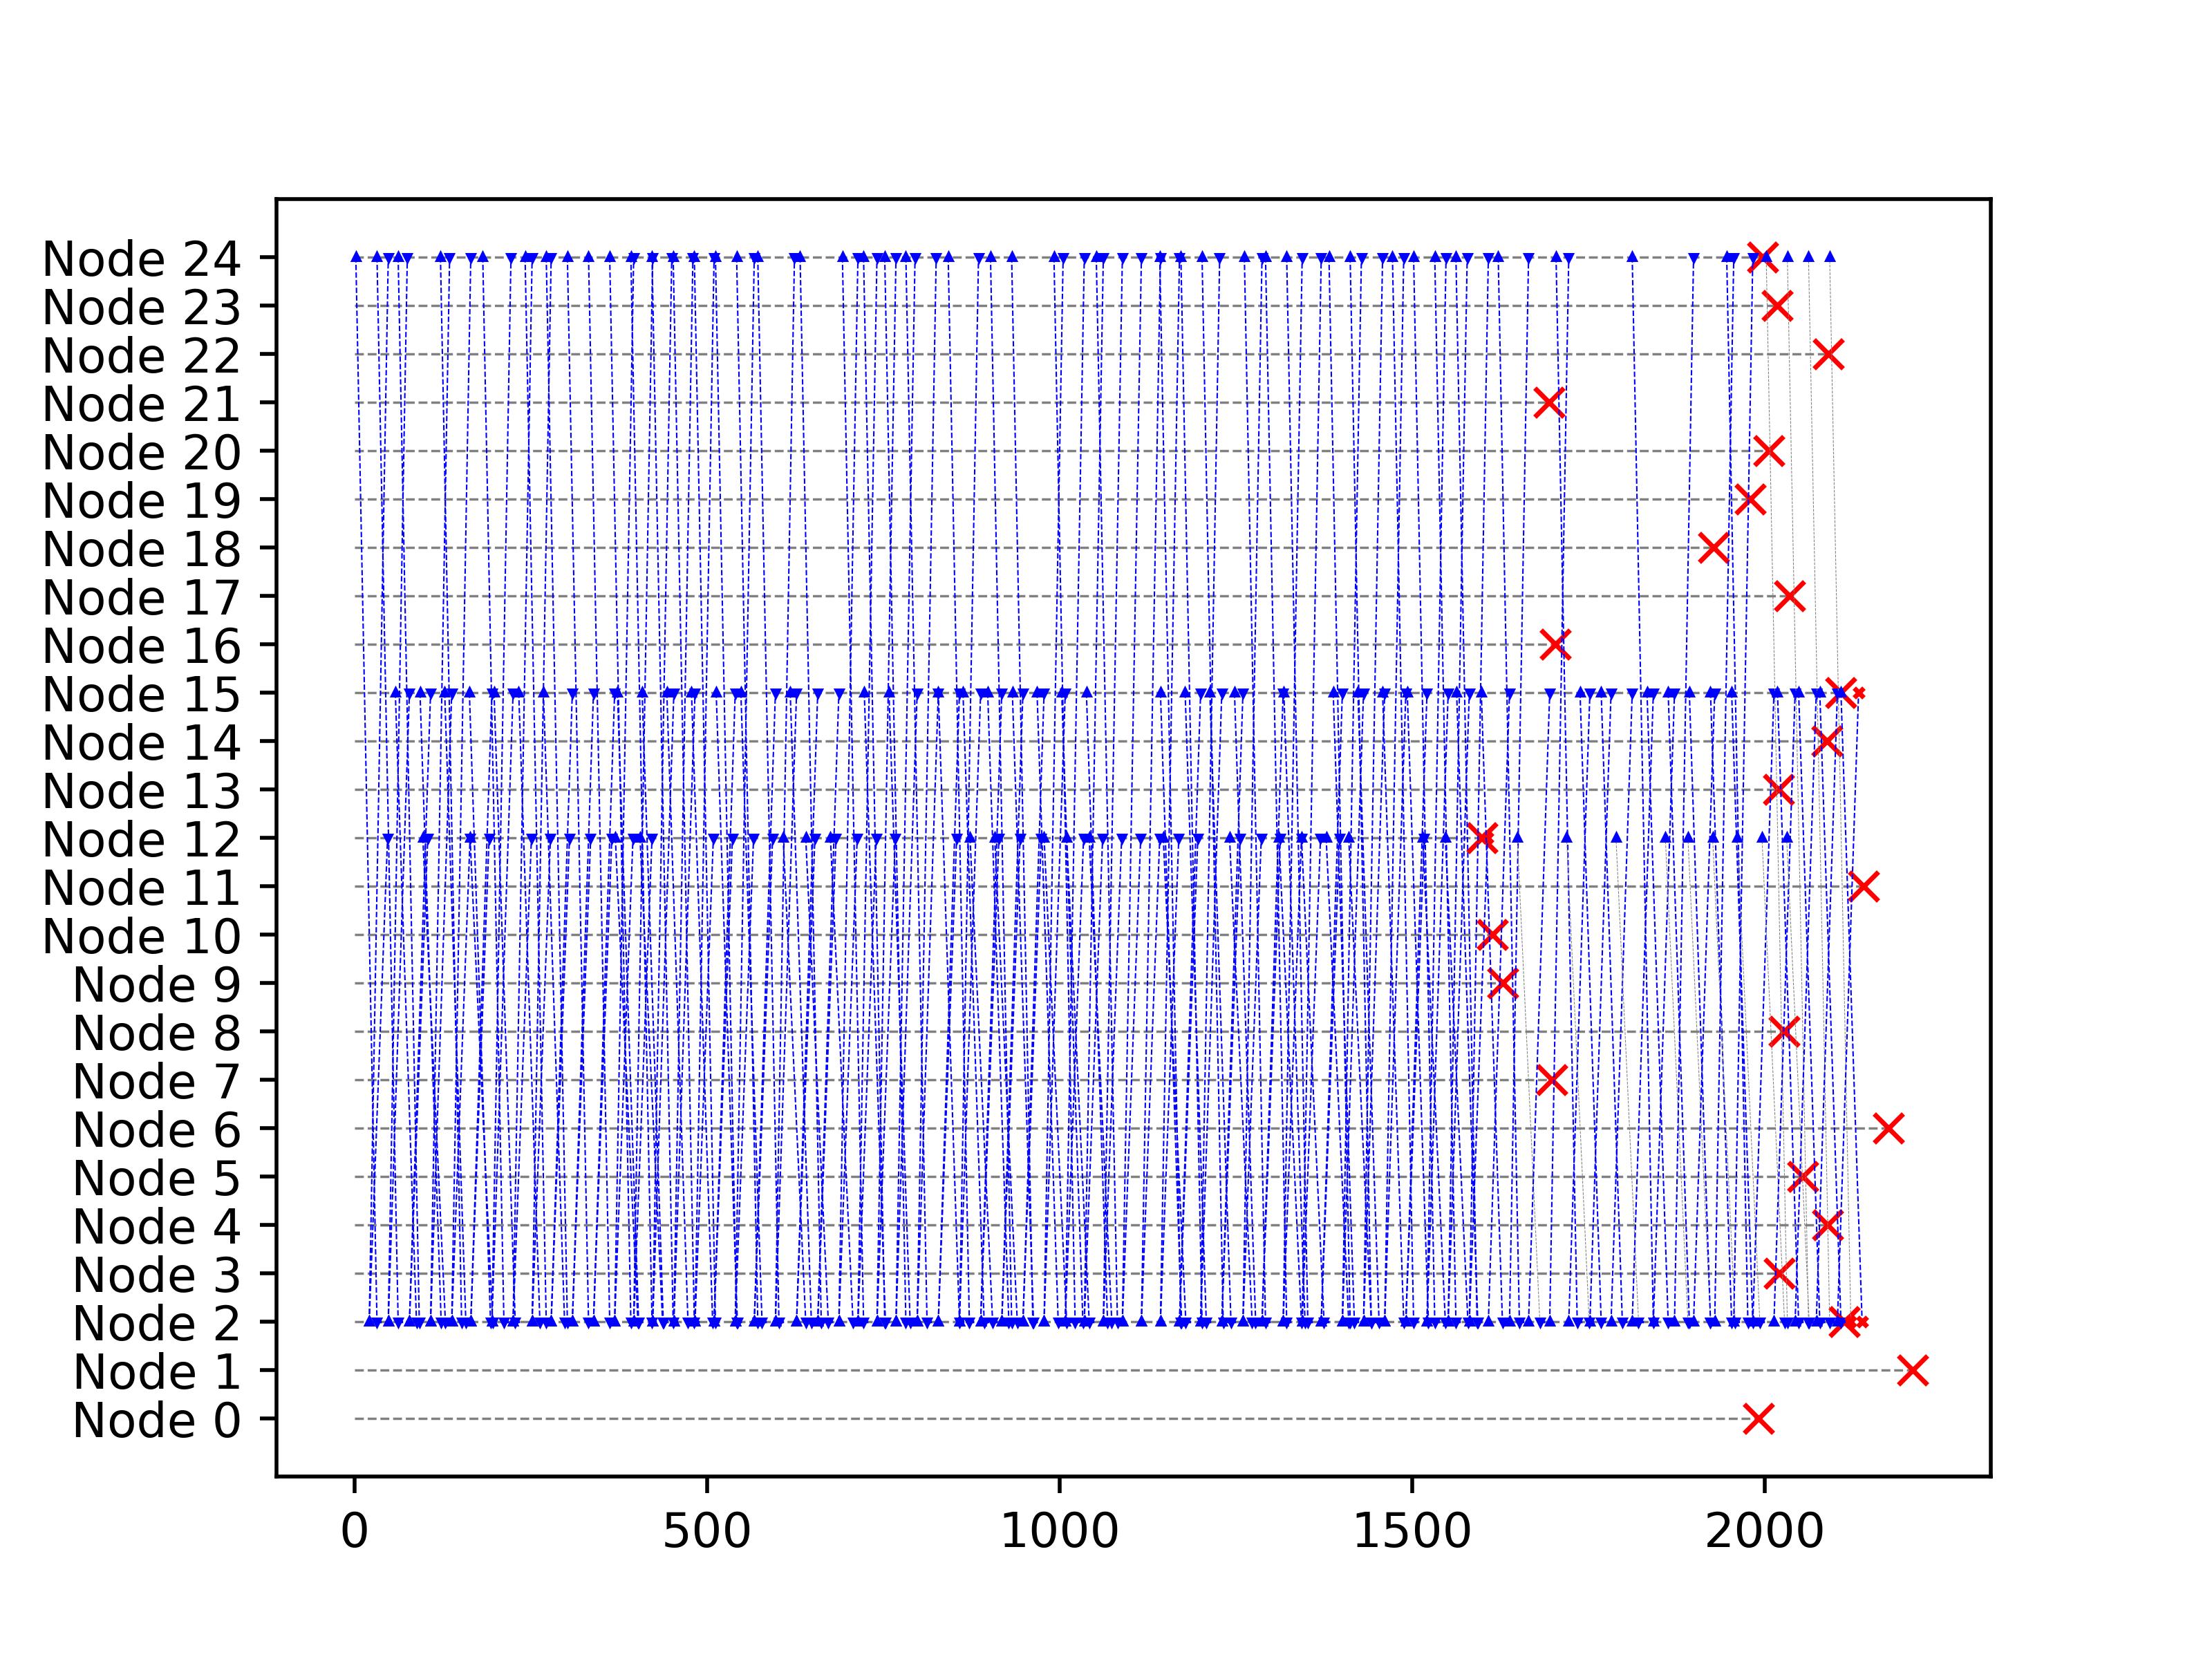 Node 24
Node 23
Node 22
Node 21
Node 20
Node 19
Node 18
Node 17
Node 16
Node 15
Node 14
Node 13
Node 12
Node 11
Node 10
Node 9
Node 8
Node 7
Node 6
Node 5
Node 4
Node 3
Node 2
Node 1
Node 0
0 500 1000 1500 2000